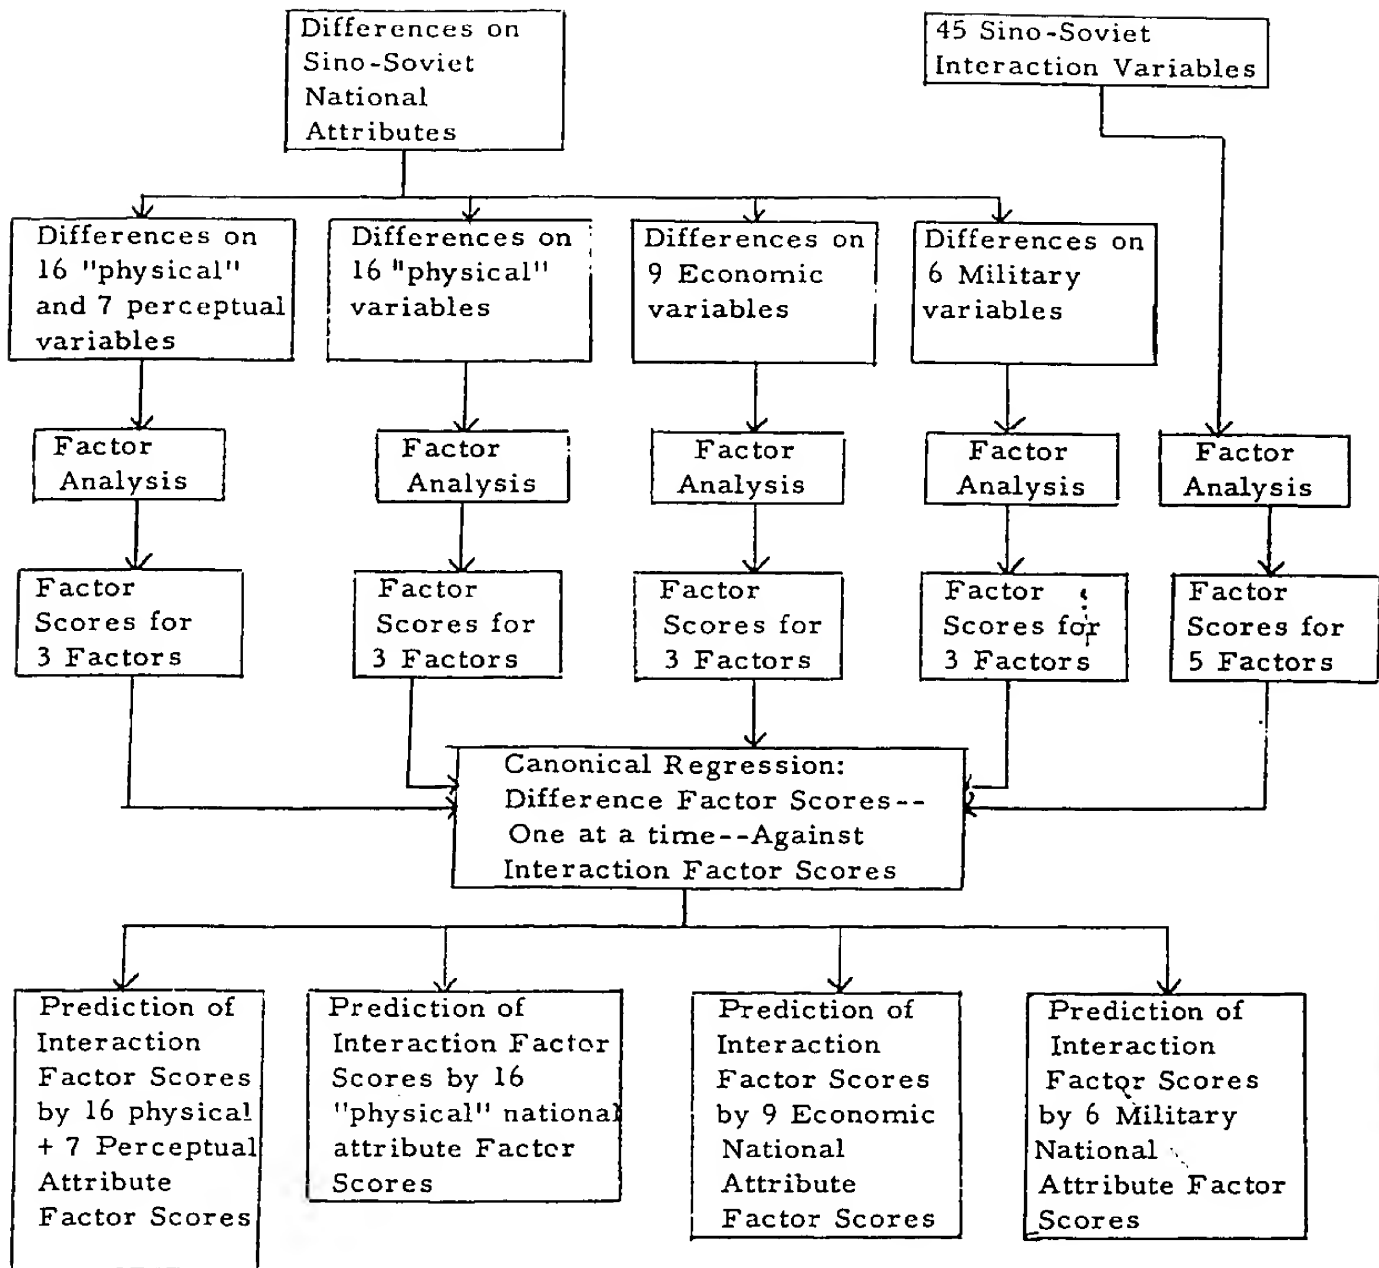 Differences on
Sino-Soviet
National
Attributes
45 Sino-Soviet
Interaction Variables
Differences on
16 "physical"
and 7 perceptual
variables
Differences on
16 "physical"
variables
Differences on
9 Economic
variables
Differences on
6 Military
variables
Factor
Analysis
Factor
Analysis
Factor
Analysis
Factor
Analysis
Factor
Analysis
Factor
Scores for
3 Factors
Factor
Scores for
3 Factors
Factor
Scores for
3 Factors
Factor
Scores for
3 Factors
Factor
Scores for
5 Factors
Canonical Regression:
Difference Factor Scores--
One at a time--Against
Interaction Factor Scores
Prediction of
Interaction
Factor Scores
by 16 physical
+ 7 Perceptual
Attribute
Factor Scores
Prediction of
Interaction Factor
Scores by 16
"physical" national
attribute Factor
Scores
Prediction of
Interaction
Factor Scores
by 9 Economic
National
Attribute
Factor Scores
Prediction of
Interaction
Factor Scores
by 6 Military
National
Attribute Factor
Scores